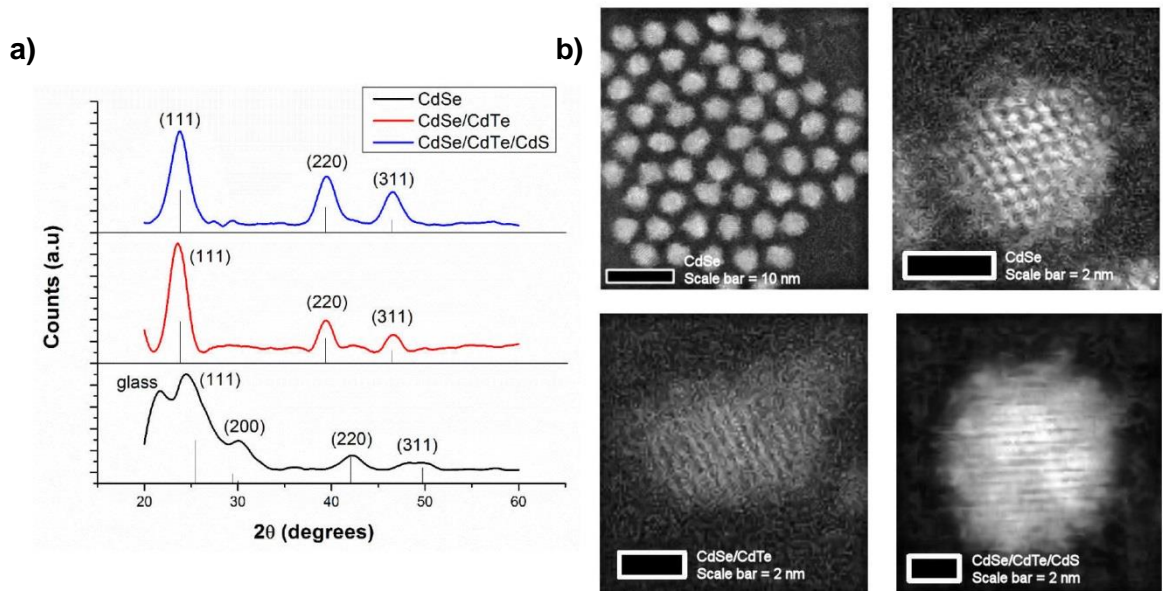 a)
CdSe
CdSe/CdTe
CdSe/CdTe/CdS
(111)
(220)
(311)
(111)
(220)
(311)
glass
(111)
(200)
(220)
(311)
Counts (a.u)
20
30
40
50
60
2θ (degrees)
b)
CdSe
Scale bar = 10 nm
CdSe
Scale bar = 2 nm
CdSe/CdTe
Scale bar = 2 nm
CdSe/CdTe/CdS
Scale bar = 2 nm